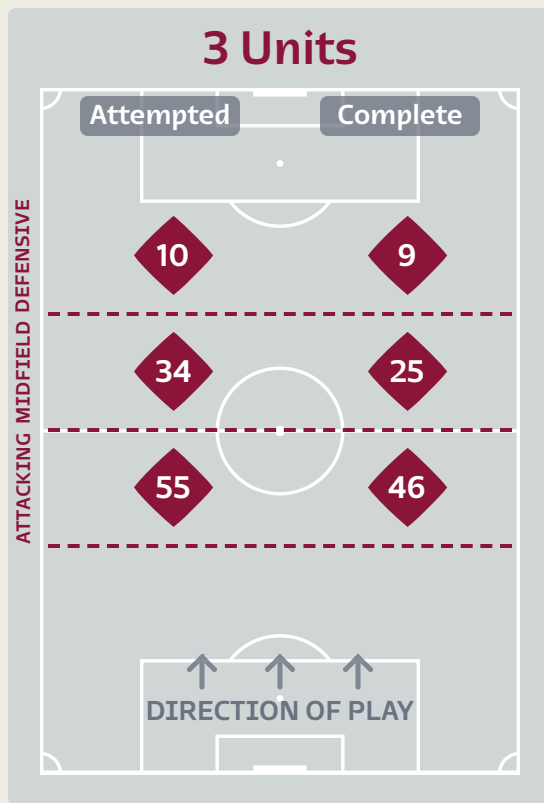 3 Units
Attempted Complete
ATTACKING MIDFIELD DEFENSIVE
10 9
34 25
55 46
DIRECTION OF PLAY